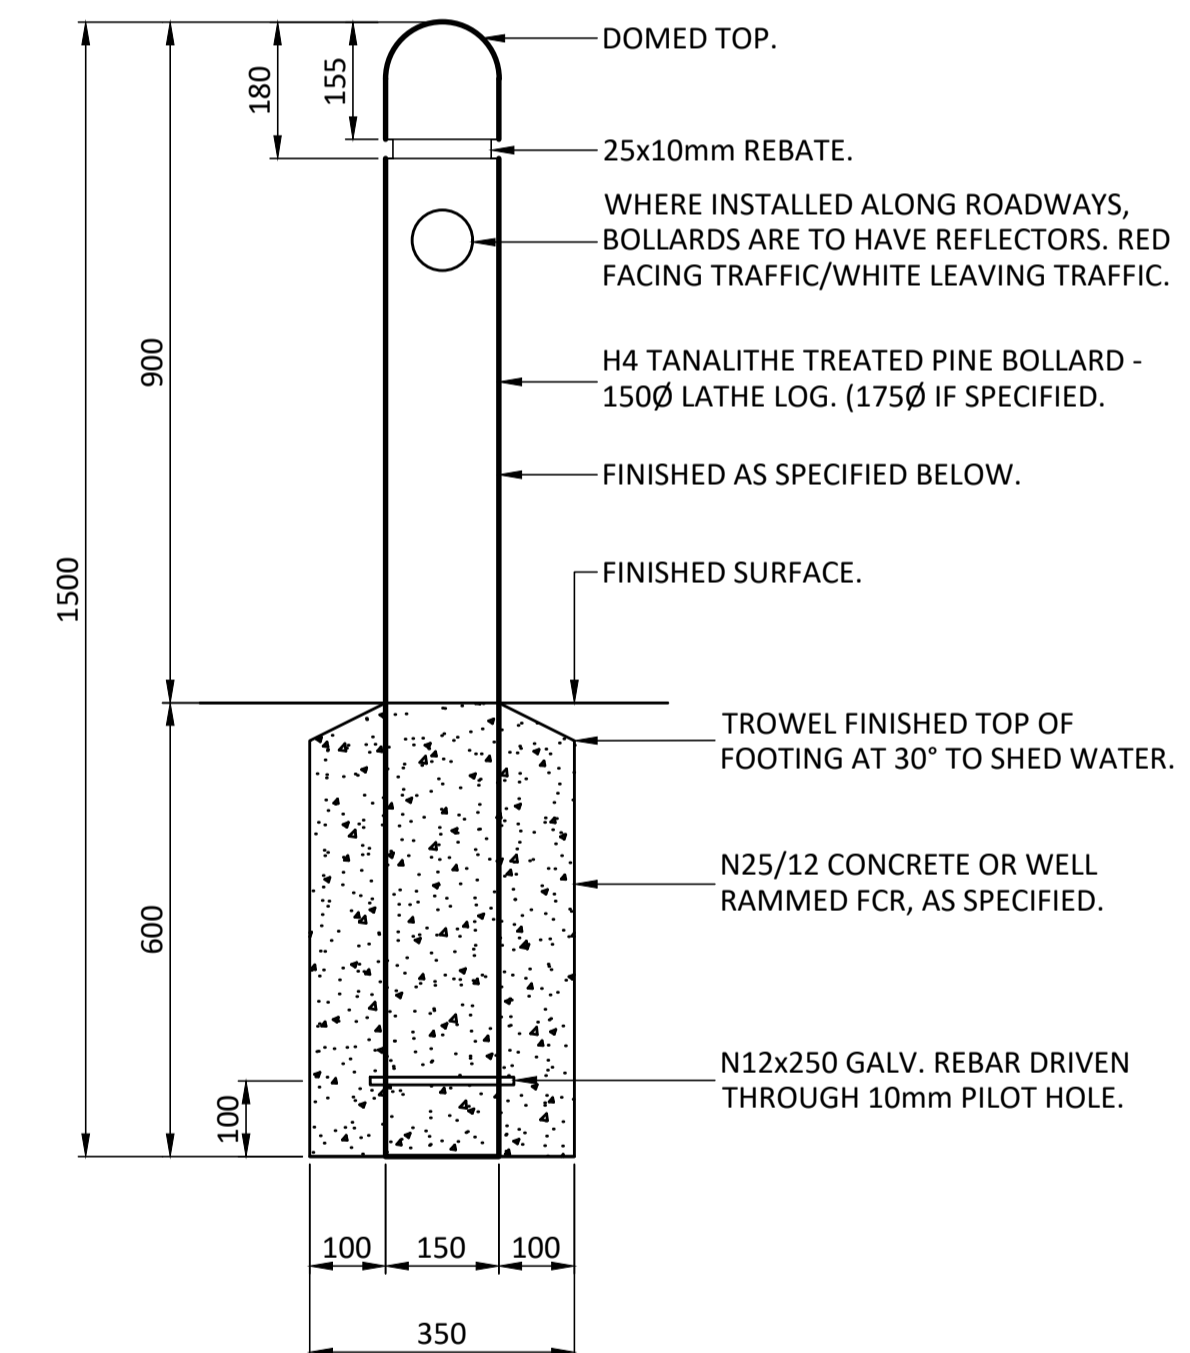 DOMED TOP.
180
155
25x10mm REBATE.
WHERE INSTALLED ALONG ROADWAYS,
BOLLARDS ARE TO HAVE REFLECTORS. RED
FACING TRAFFIC/WHITE LEAVING TRAFFIC.
900
H4 TANALITHE TREATED PINE BOLLARD -
150Ø LATHE LOG. (175Ø IF SPECIFIED.
FINISHED AS SPECIFIED BELOW.
1500
FINISHED SURFACE.
TROWEL FINISHED TOP OF
FOOTING AT 30° TO SHED WATER.
N25/12 CONCRETE OR WELL
RAMMED FCR, AS SPECIFIED.
600
N12x250 GALV. REBAR DRIVEN
THROUGH 10mm PILOT HOLE.
100
100 150 100
350